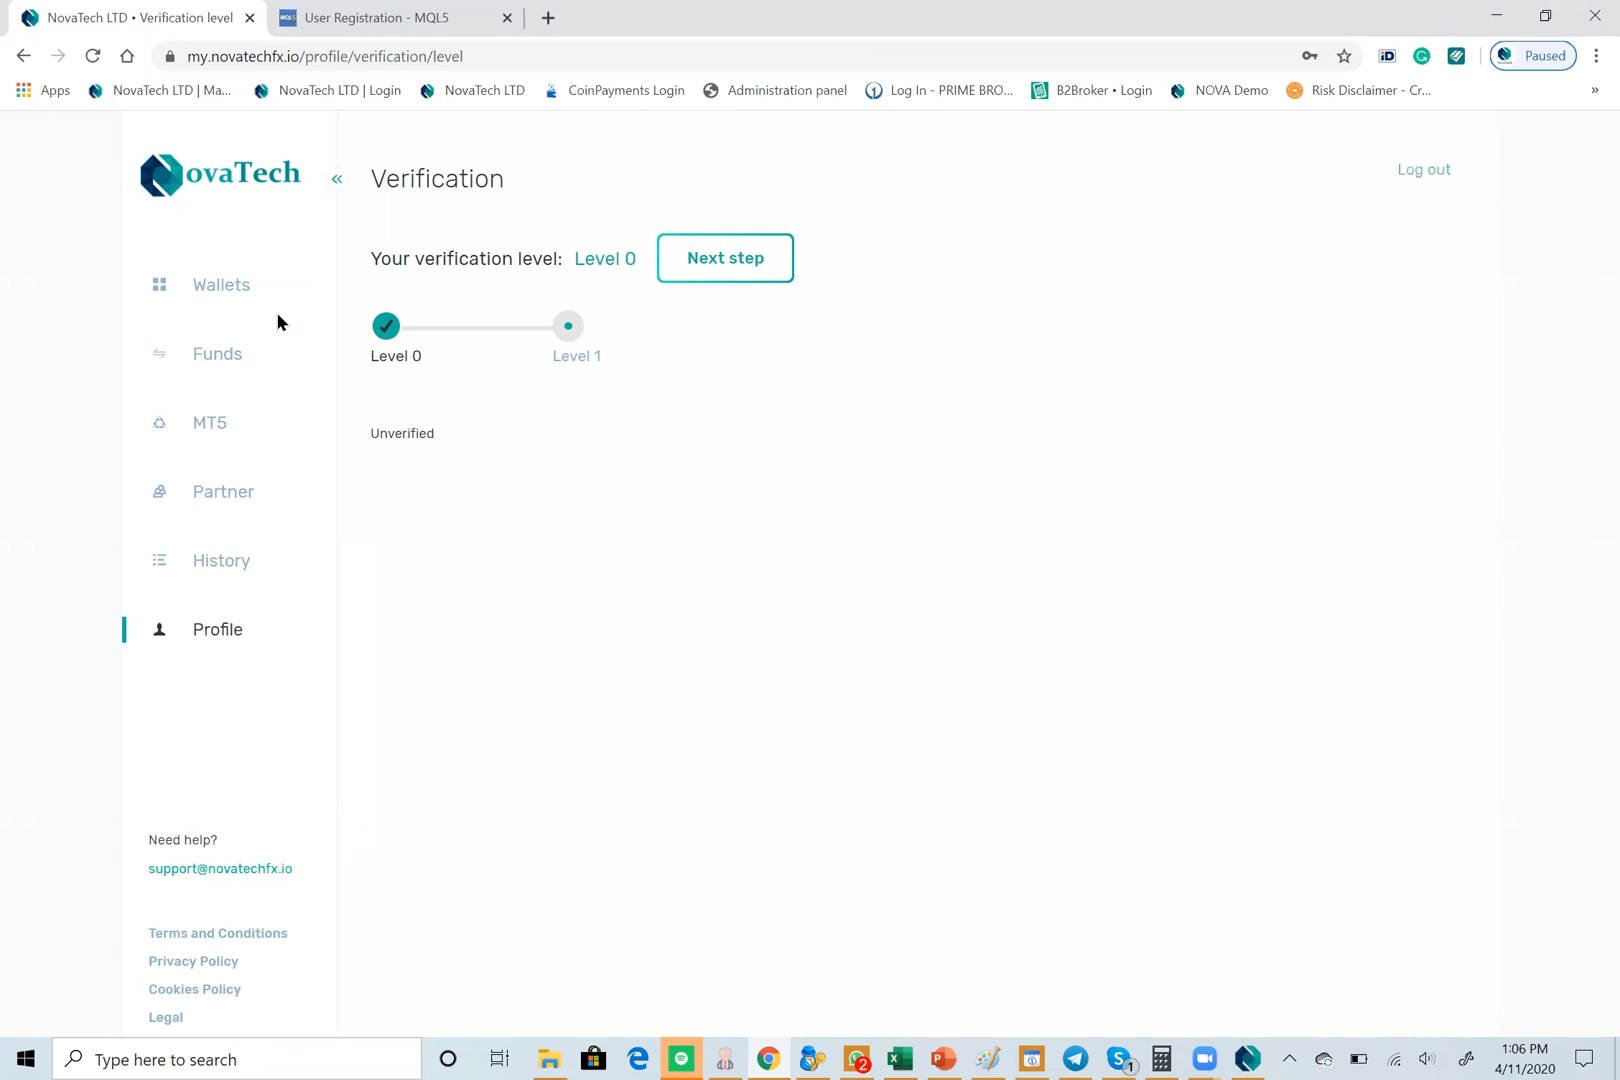 NovaTech LTD • Verification level
User Registration - MQL5
my.novatechfx.io/profile/verification/level
Paused
Apps
NovaTech LTD | Ma...
NovaTech LTD | Login
NovaTech LTD
CoinPayments Login
Administration panel
Log In - PRIME BRO...
B2Broker • Login
NOVA Demo
Risk Disclaimer - Cr...
ovaTech
Verification
Log out
Your verification level: Level 0
Next step
Level 0
Level 1
Unverified
Wallets
Funds
MT5
Partner
History
Profile
Need help?
support@novatechfx.io
Terms and Conditions
Privacy Policy
Cookies Policy
Legal
Type here to search
2
1
1:06 PM
4/11/2020